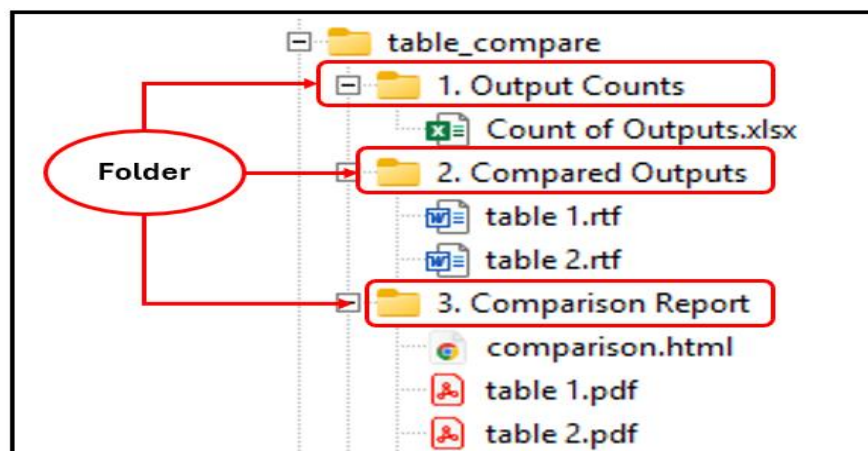 table_compare
1. Output Counts
Count of Outputs.xlsx
Folder
2. Compared Outputs
table 1.rtf
table 2.rtf
3. Comparison Report
comparison.html
table 1.pdf
table 2.pdf